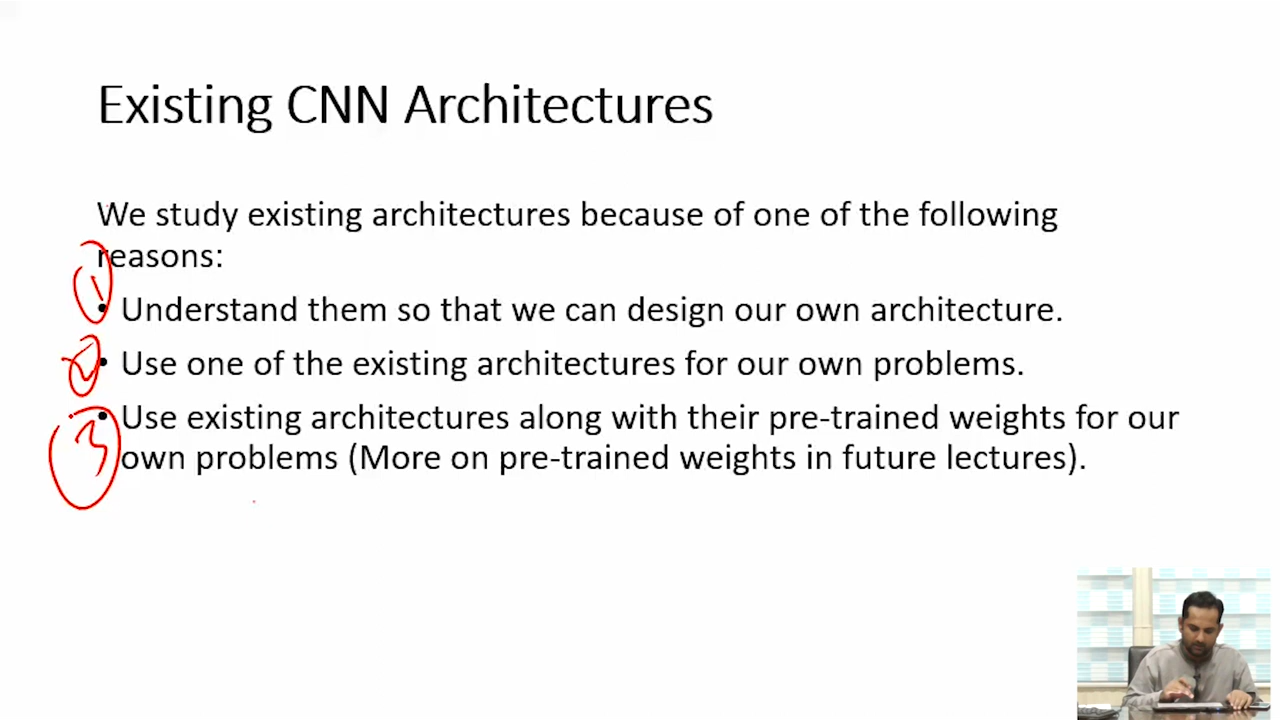 Existing CNN Architectures
We study existing architectures because of one of the following
reasons:
1
• Understand them so that we can design our own architecture.
2
• Use one of the existing architectures for our own problems.
3
• Use existing architectures along with their pre-trained weights for our
own problems (More on pre-trained weights in future lectures).